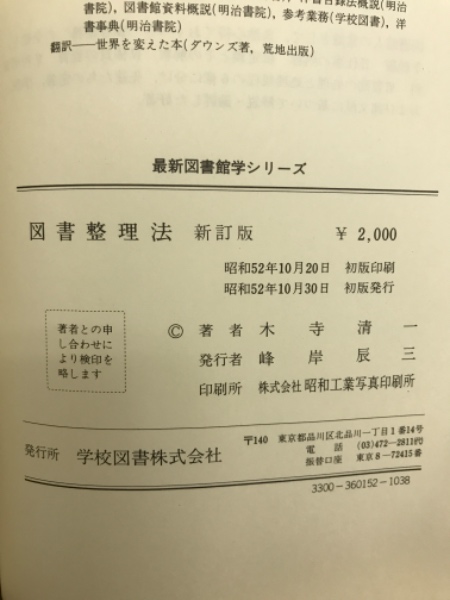 書院），図書館資料概説(明治書院)，参考業務(学校図書)，洋
書事典(明治書院)
翻訳——世界を変えた本(ダウンズ著，荒地出版)
最新図書館学シリーズ
図書整理法 新訂版 ¥ 2,000
昭和52年10月20日 初版印刷
昭和52年10月30日 初版発行
著者との申
し合わせに
より検印を
略します
© 著者 木寺清一
発行者 峰岸辰三
印刷所 株式会社 昭和工業写真印刷所
発行所 学校図書株式会社
〒140 東京都品川区北品川一丁目1番14号
電話 (03)472-2811㈹
振替口座 東京8-72415番
3300-360152-1038